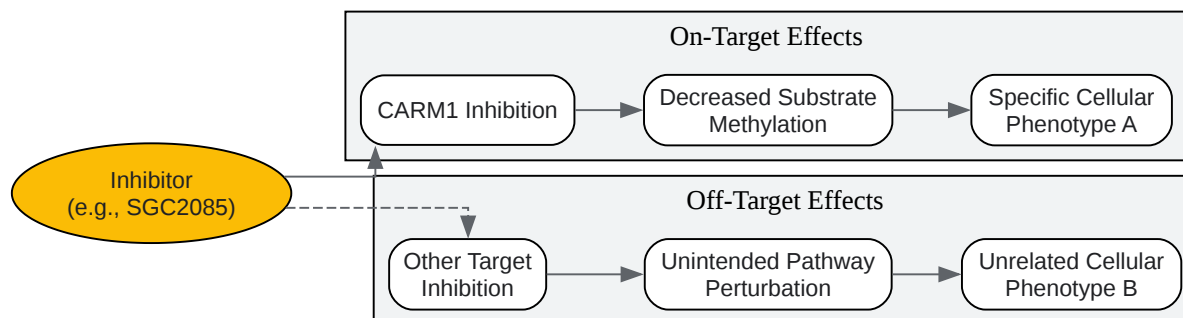 On-Target Effects
CARM1 Inhibition
Decreased Substrate
Methylation
Specific Cellular
Phenotype A
Inhibitor
(e.g., SGC2085)
Off-Target Effects
Other Target
Inhibition
Unintended Pathway
Perturbation
Unrelated Cellular
Phenotype B